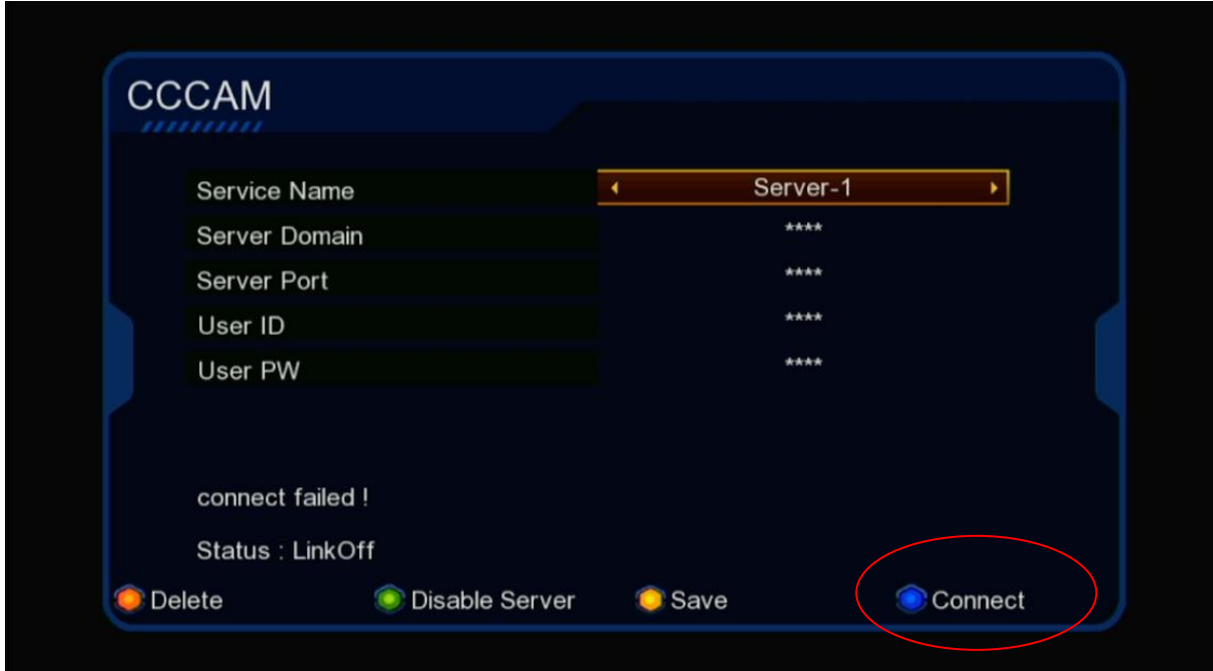 CCCAM
Service Name Server-1
Server Domain ****
Server Port ****
User ID ****
User PW ****
connect failed !
Status : LinkOff
Delete Disable Server Save Connect